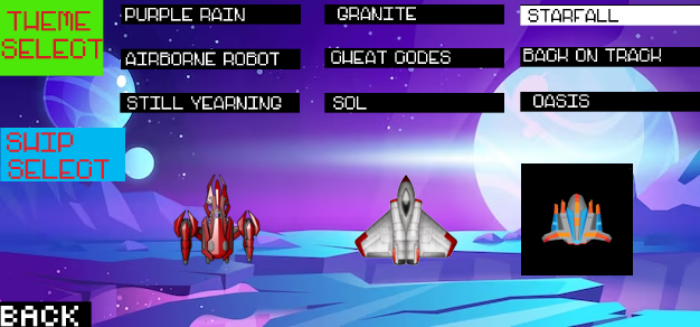 THEME
SELECT
PURPLE RAIN
GRANITE
STARFALL
AIRBORNE ROBOT
CHEAT CODES
BACK ON TRACK
STILL YEARNING
SOL
OASIS
SHIP
SELECT
BACK